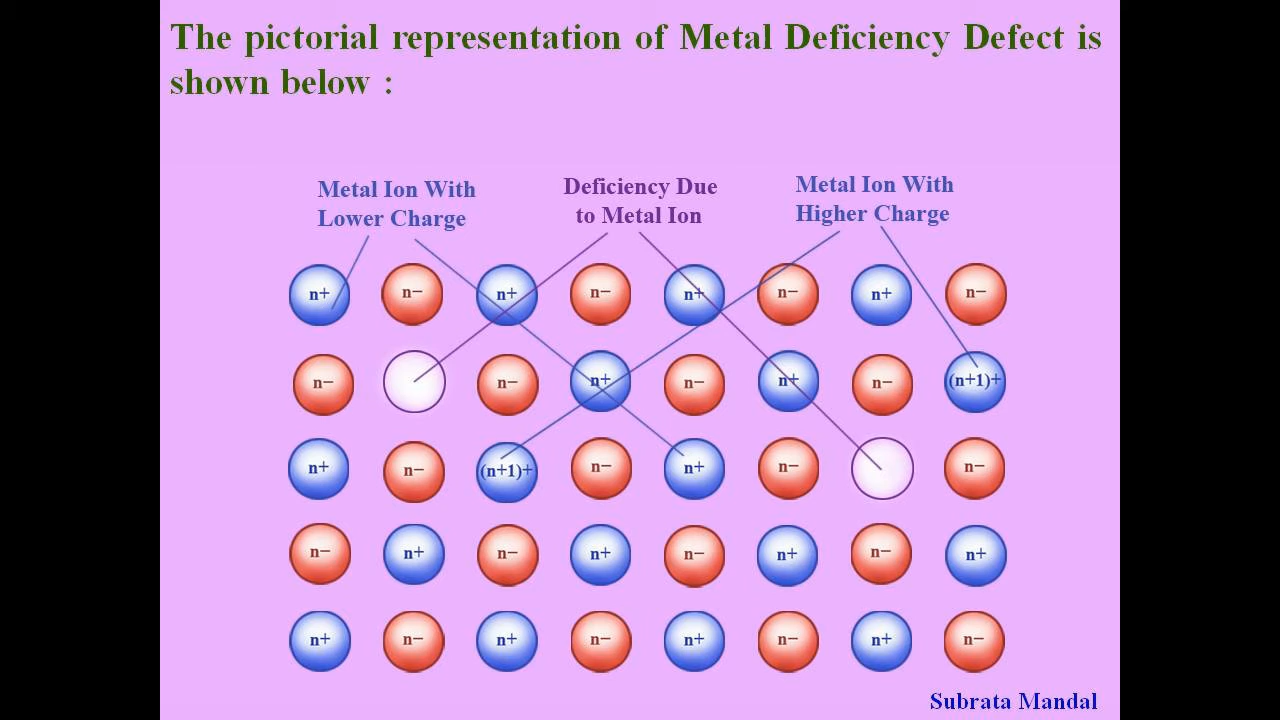 The pictorial representation of Metal Deficiency Defect is
shown below :
Metal Ion With
Lower Charge
Deficiency Due
to Metal Ion
Metal Ion With
Higher Charge
n+ n− n+ n− n+ n− n+ n−
n− n− n+ n− n+ n− (n+1)+
n+ n− (n+1)+ n− n+ n− n−
n− n+ n− n+ n− n+ n− n+
n+ n− n+ n− n+ n− n+ n−
Subrata Mandal